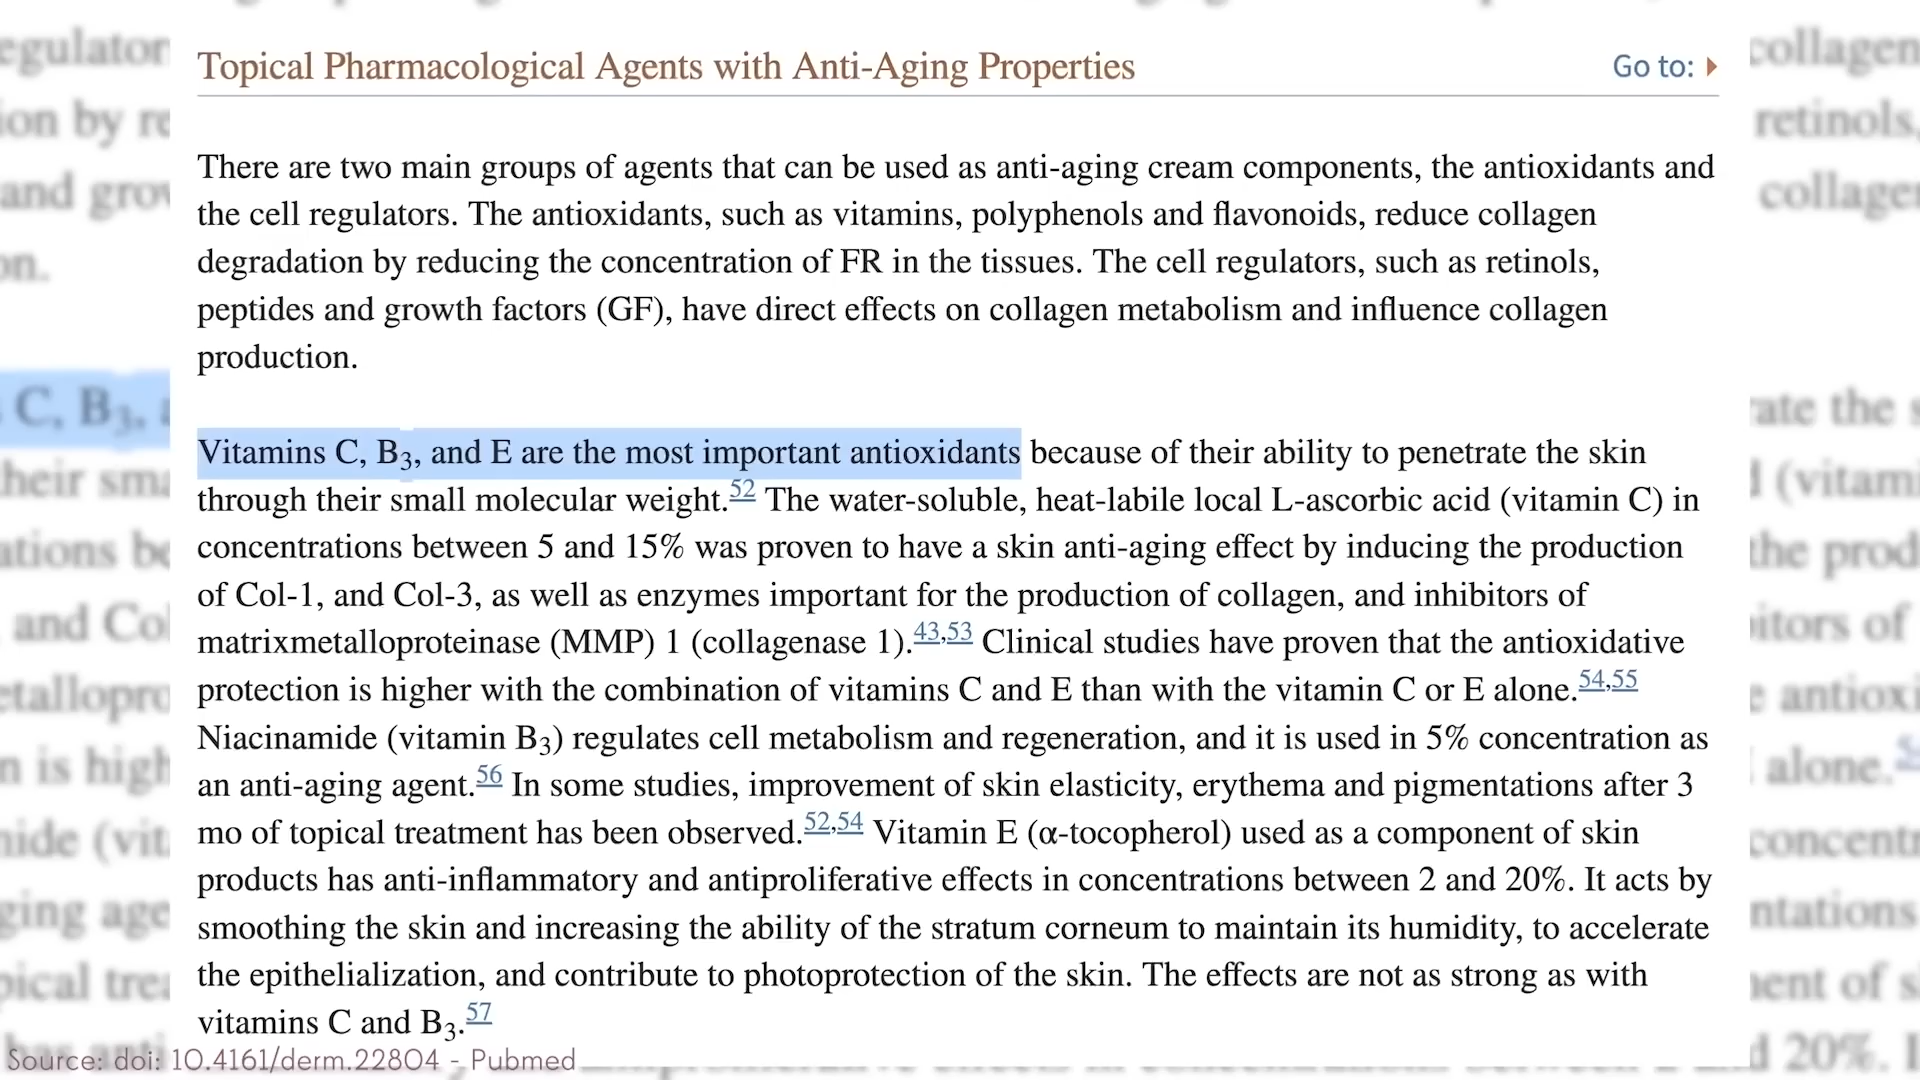 Topical Pharmacological Agents with Anti-Aging Properties
Go to:
There are two main groups of agents that can be used as anti-aging cream components, the antioxidants and
the cell regulators. The antioxidants, such as vitamins, polyphenols and flavonoids, reduce collagen
degradation by reducing the concentration of FR in the tissues. The cell regulators, such as retinols,
peptides and growth factors (GF), have direct effects on collagen metabolism and influence collagen
production.
Vitamins C, B₃, and E are the most important antioxidants because of their ability to penetrate the skin
through their small molecular weight.52 The water-soluble, heat-labile local L-ascorbic acid (vitamin C) in
concentrations between 5 and 15% was proven to have a skin anti-aging effect by inducing the production
of Col-1, and Col-3, as well as enzymes important for the production of collagen, and inhibitors of
matrixmetalloproteinase (MMP) 1 (collagenase 1).43,53 Clinical studies have proven that the antioxidative
protection is higher with the combination of vitamins C and E than with the vitamin C or E alone.54,55
Niacinamide (vitamin B₃) regulates cell metabolism and regeneration, and it is used in 5% concentration as
an anti-aging agent.56 In some studies, improvement of skin elasticity, erythema and pigmentations after 3
mo of topical treatment has been observed.52,54 Vitamin E (α-tocopherol) used as a component of skin
products has anti-inflammatory and antiproliferative effects in concentrations between 2 and 20%. It acts by
smoothing the skin and increasing the ability of the stratum corneum to maintain its humidity, to accelerate
the epithelialization, and contribute to photoprotection of the skin. The effects are not as strong as with
vitamins C and B₃.57
Source: doi: 10.4161/derm.22804 - Pubmed